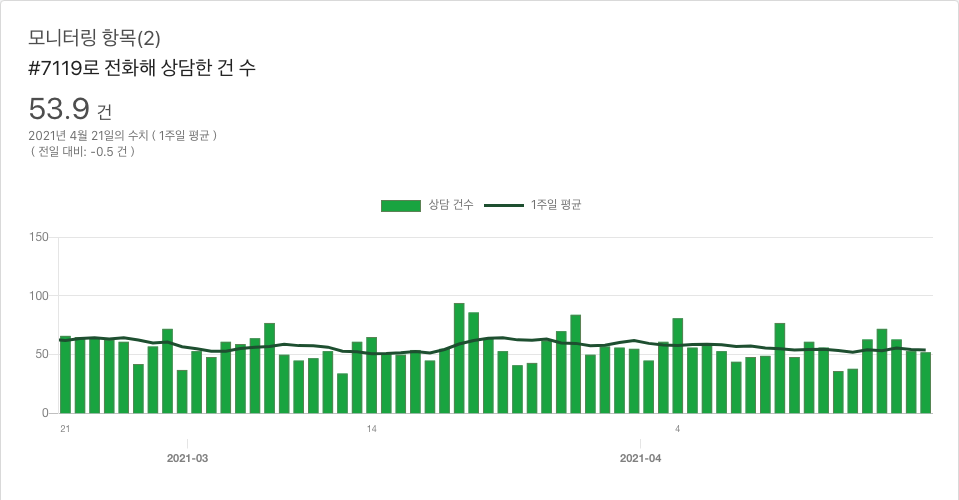 모니터링 항목(2)
#7119로 전화해 상담한 건 수
53.9 건
2021년 4월 21일의 수치 ( 1주일 평균 )
( 전일 대비: -0.5 건 )
상담 건수 1주일 평균
150
100
50
0
21 14 4
2021-03 2021-04